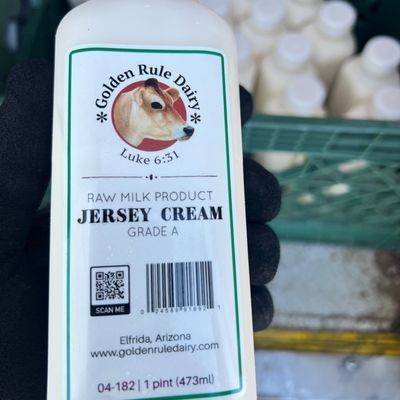 Golden Rule Dairy
* *
Luke 6:31
RAW MILK PRODUCT
JERSEY CREAM
GRADE A
SCAN ME
Elfrida, Arizona
www.goldenruledairy.com
04-182 | 1 pint (473ml)